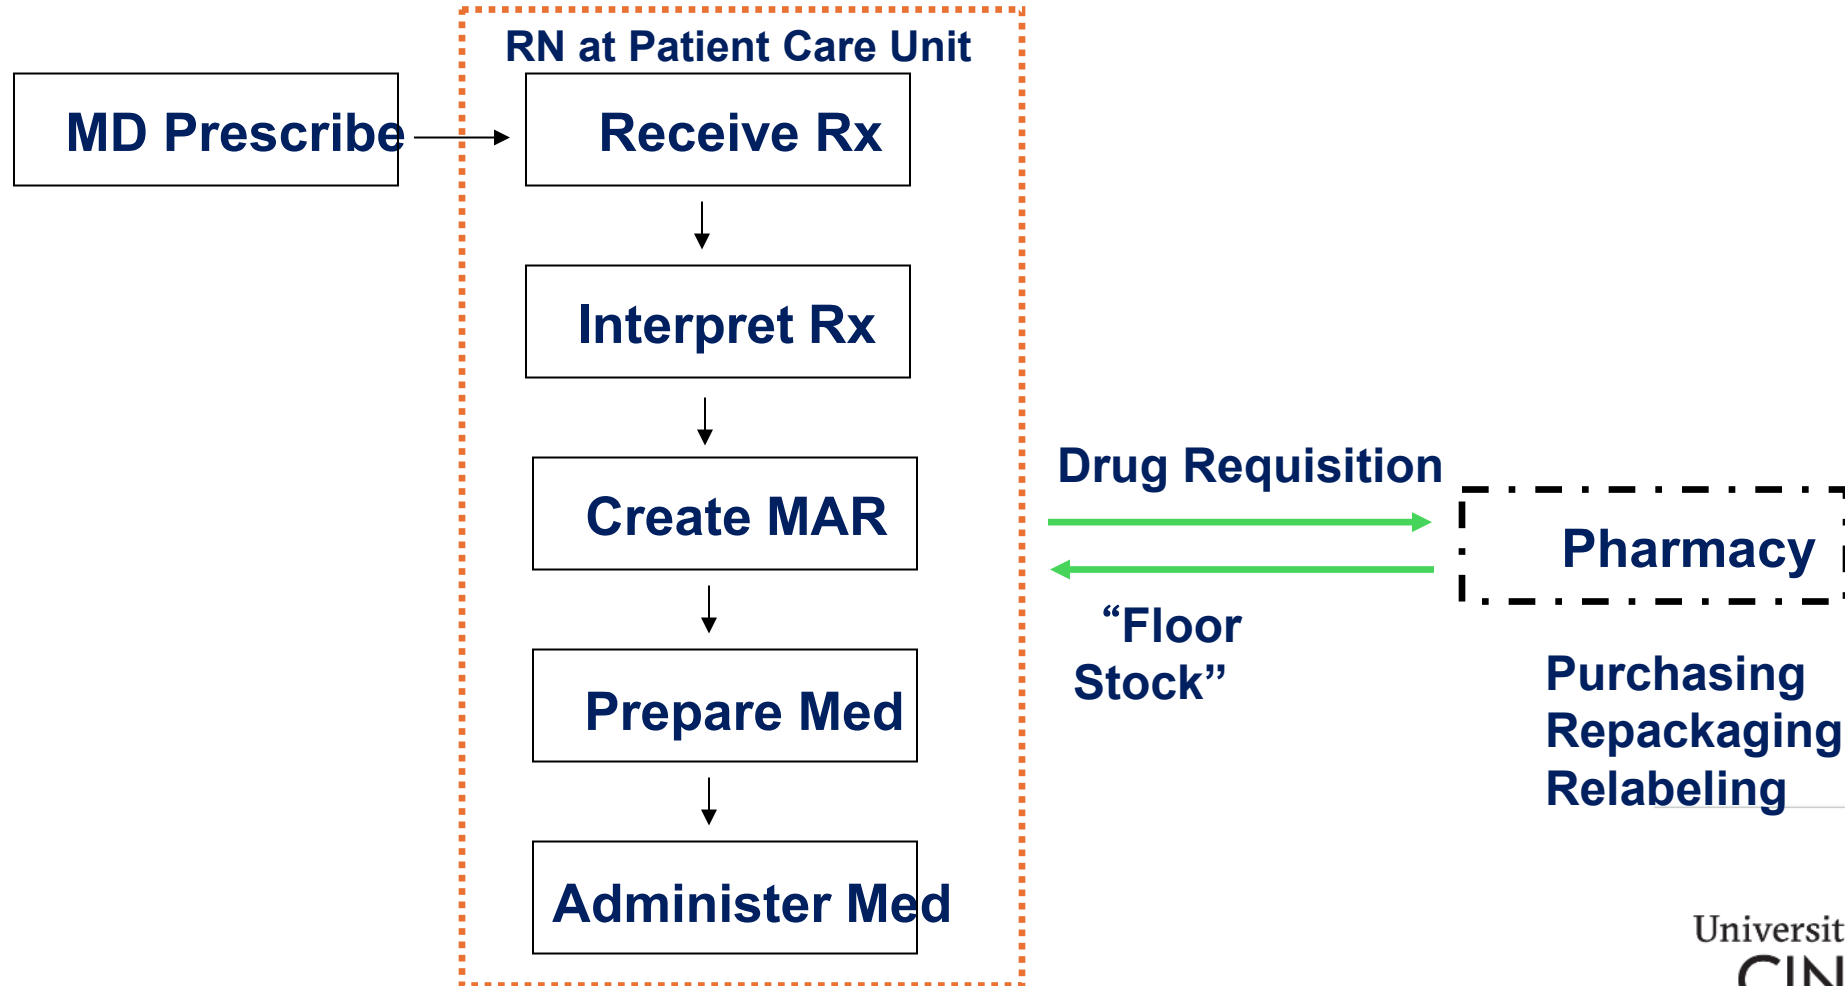 RN at Patient Care Unit
MD Prescribe
Receive Rx
Interpret Rx
Create MAR
Prepare Med
Administer Med
Drug Requisition
“Floor
Stock”
Pharmacy
Purchasing
Repackaging
Relabeling
Universit
CIN